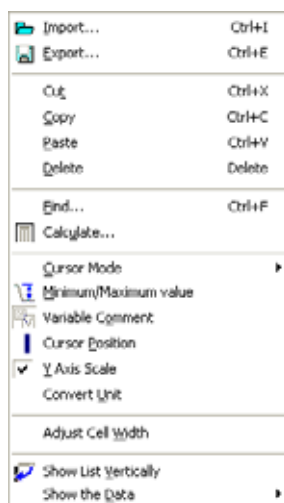 Import... Ctrl+I
Export... Ctrl+E
Cut Ctrl+X
Copy Ctrl+C
Paste Ctrl+V
Delete Delete
Find... Ctrl+F
Calculate...
Cursor Mode
Minimum/Maximum value
Variable Comment
Cursor Position
Y Axis Scale
Convert Unit
Adjust Cell Width
Show List Vertically
Show the Data